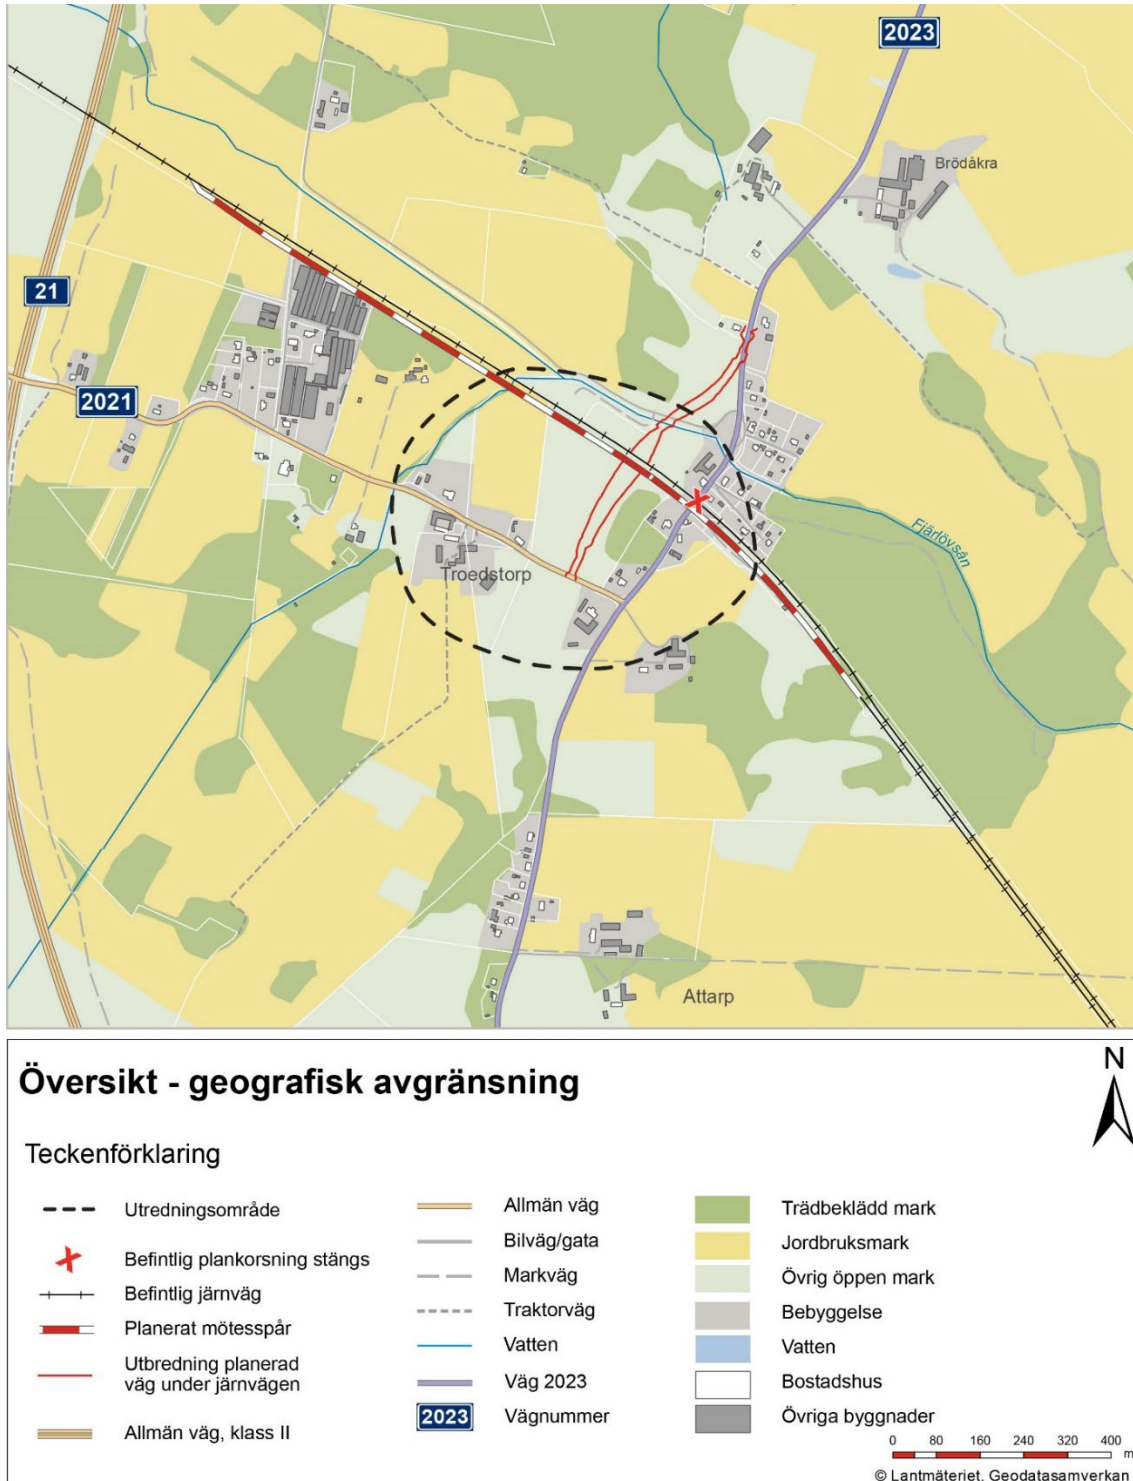 2023
Brödåkra
21
2021
Fjärlövsån
Troedstorp
Attarp
Översikt - geografisk avgränsning
N
Teckenförklaring
Utredningsområde
Befintlig plankorsning stängs
Befintlig järnväg
Planerat mötesspår
Utbredning planerad
väg under järnvägen
Allmän väg, klass II
Allmän väg
Bilväg/gata
Markväg
Traktorväg
Vatten
Väg 2023
2023 Vägnummer
Trädbeklädd mark
Jordbruksmark
Övrig öppen mark
Bebyggelse
Vatten
Bostadshus
Övriga byggnader
0 80 160 240 320 400
m
© Lantmäteriet, Geodatasamverkan